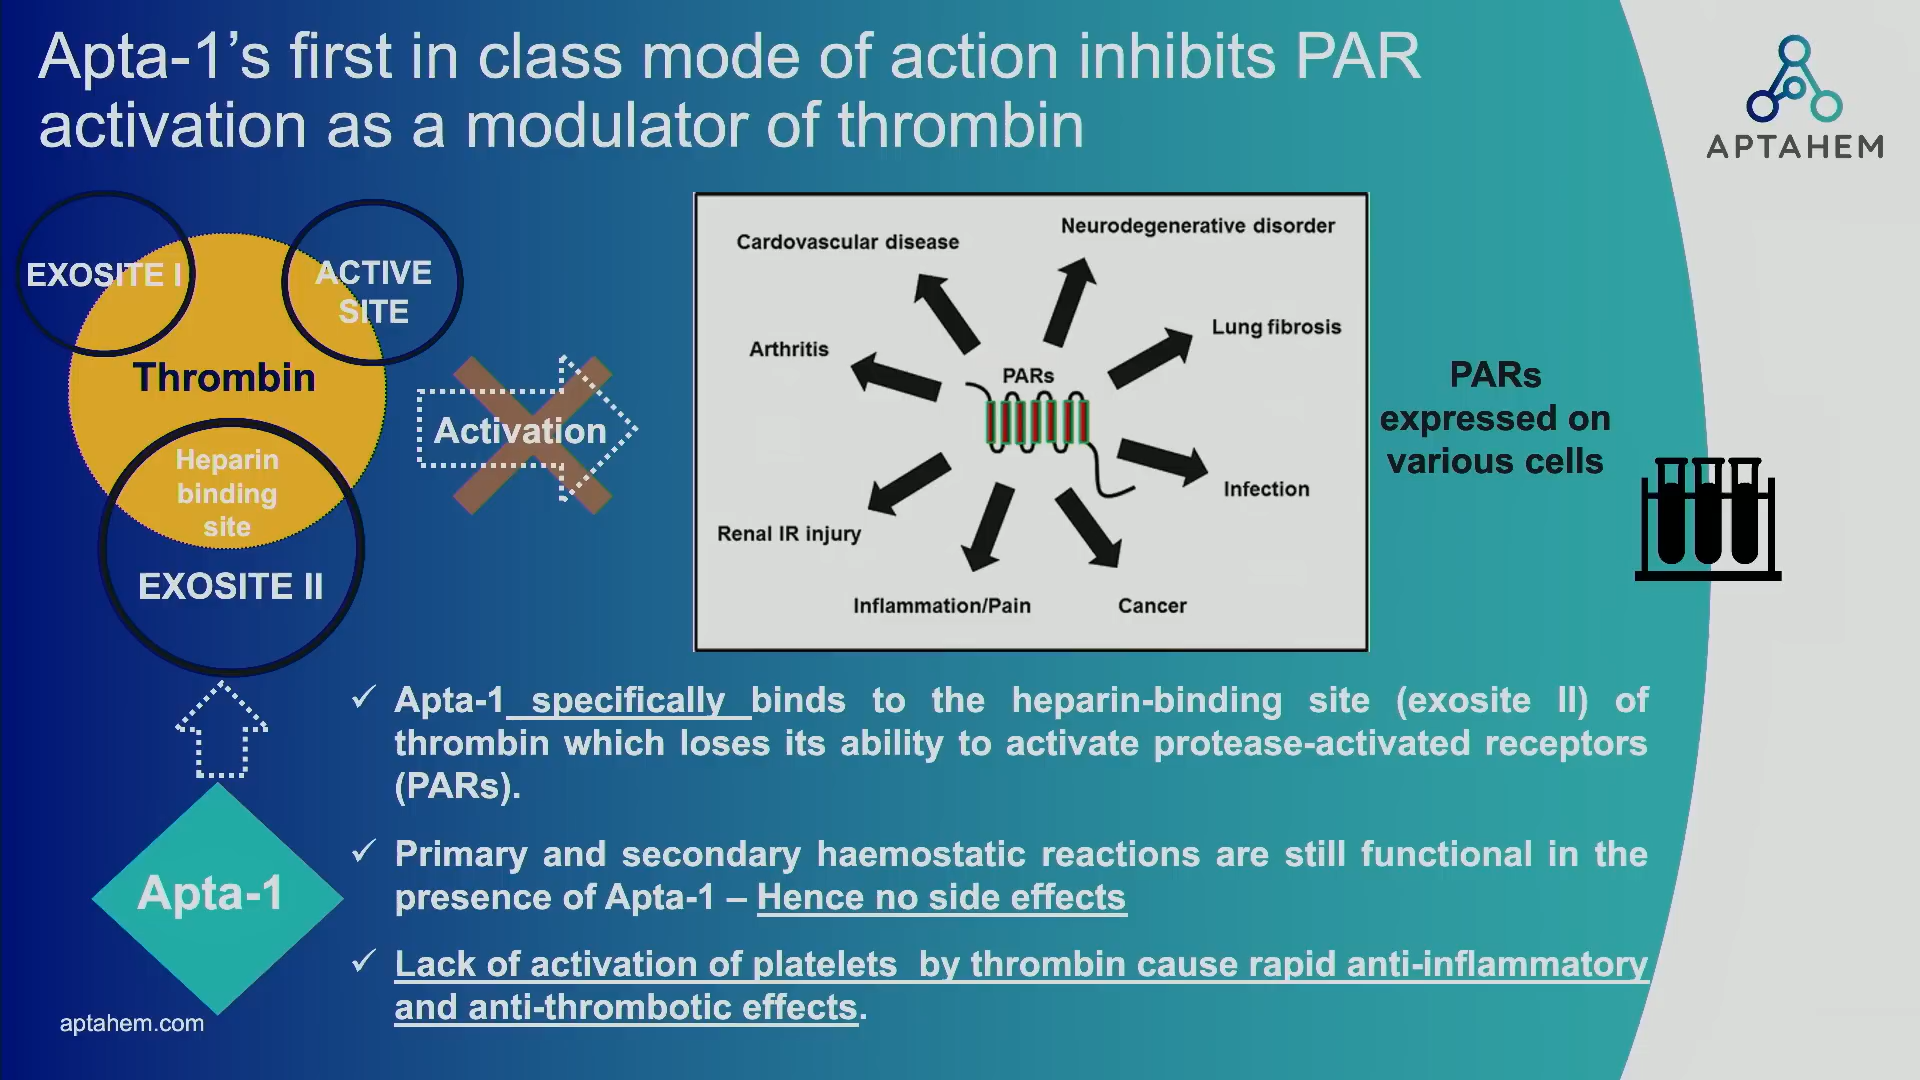 Apta-1’s first in class mode of action inhibits PAR
activation as a modulator of thrombin
APTAHEM
EXOSITE I
ACTIVE
SITE
Thrombin
Heparin
binding
site
EXOSITE II
Activation
Cardovascular disease
Neurodegenerative disorder
Arthritis
Lung fibrosis
PARs
Infection
Renal IR injury
Inflammation/Pain
Cancer
PARs
expressed on
various cells
Apta-1
✓ Apta-1 specifically binds to the heparin-binding site (exosite II) of
thrombin which loses its ability to activate protease-activated receptors
(PARs).
✓ Primary and secondary haemostatic reactions are still functional in the
presence of Apta-1 – Hence no side effects
✓ Lack of activation of platelets by thrombin cause rapid anti-inflammatory
and anti-thrombotic effects.
aptahem.com